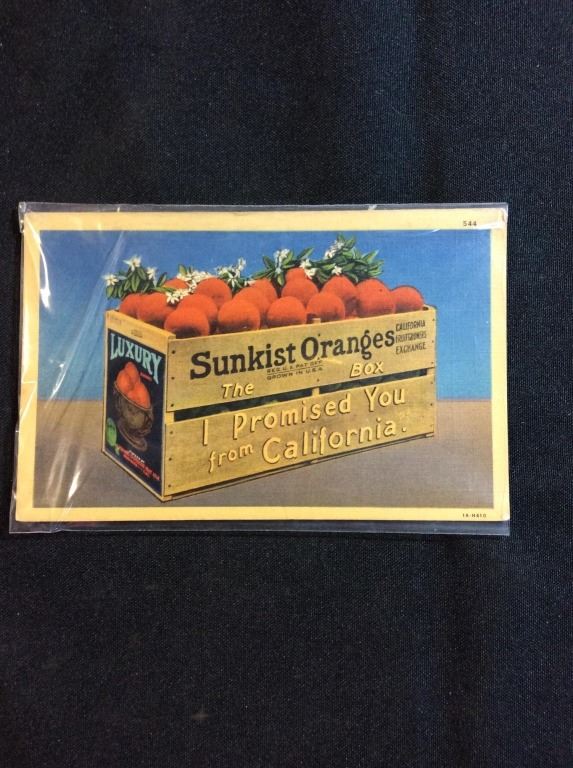 544
Sunkist Oranges
REG. U.S. PAT. OFF.
GROWN IN U.S.A.
CALIFORNIA
FRUITGROWERS
EXCHANGE
The Box
I Promised You
from California.
LUXURY
1A-H610